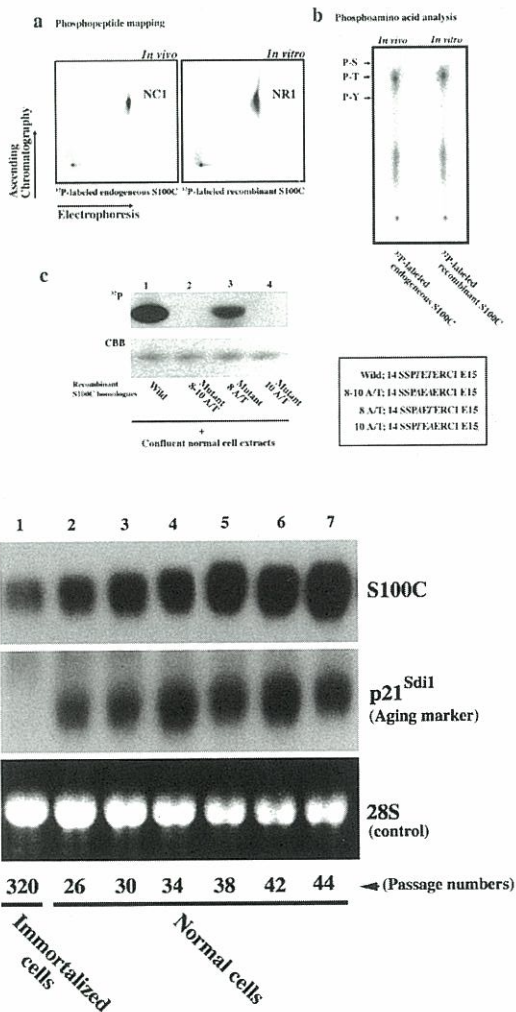 a Phosphopeptide mapping
In vivo
In vitro
NC1
NR1
Ascending
Chromatography
³²P-labeled endogeneous S100C
³²P-labeled recombinant S100C
Electrophoresis
b Phosphoamino acid analysis
In vivo
In vitro
P-S
P-T
P-Y
³²P-labeled
endogeneous S100C
³²P-labeled
recombinant S100C
c
1 2 3 4
³²P
CBB
Recombinant
S100C homologues
Wild
Mutant
8-10 A/T
Mutant
8 A/T
Mutant
10 A/T
+
Confluent normal cell extracts
Wild; 14 SSPTETERCI E15
8-10 A/T; 14 SSPAEAERCI E15
8 A/T; 14 SSPAETERCI E15
10 A/T; 14 SSPTEAERCI E15
1 2 3 4 5 6 7
S100C
p21 Sdi1
(Aging marker)
28S
(control)
320 26 30 34 38 42 44 (Passage numbers)
Immortalized
cells
Normal cells